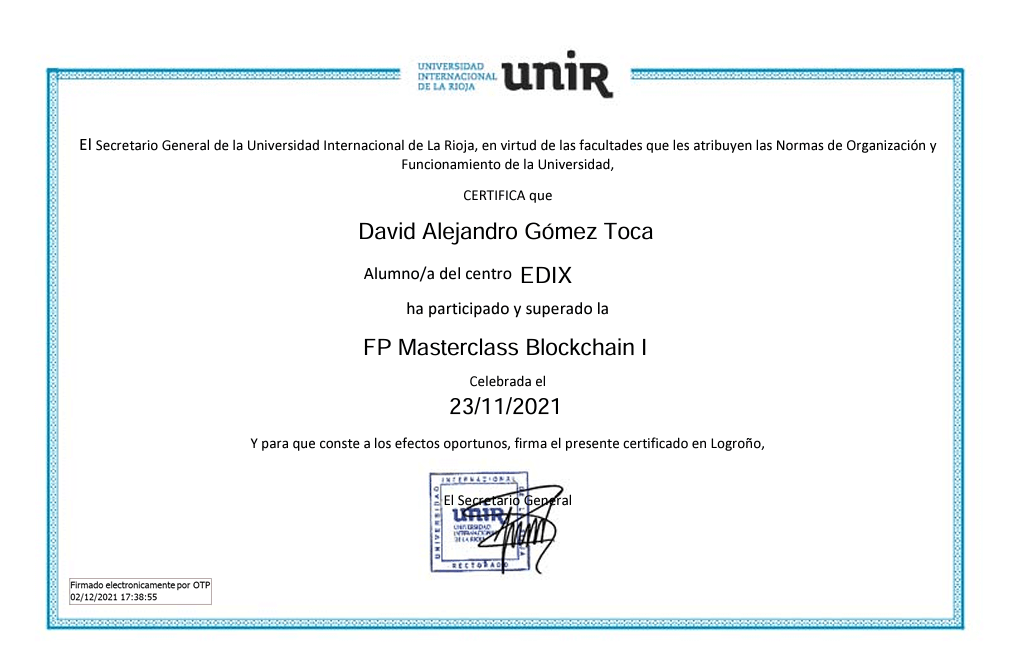 UNIVERSIDAD
INTERNACIONAL
DE LA RIOJA
unir
El Secretario General de la Universidad Internacional de La Rioja, en virtud de las facultades que les atribuyen las Normas de Organización y
Funcionamiento de la Universidad,
CERTIFICA que
David Alejandro Gómez Toca
Alumno/a del centro EDIX
ha participado y superado la
FP Masterclass Blockchain I
Celebrada el
23/11/2021
Y para que conste a los efectos oportunos, firma el presente certificado en Logroño,
INTERNACIONAL
UNIVERSIDAD
El Secretario General
unir
UNIVERSIDAD
INTERNACIONAL
DE LA RIOJA
RECTORADO
Firmado electronicamente por OTP
02/12/2021 17:38:55